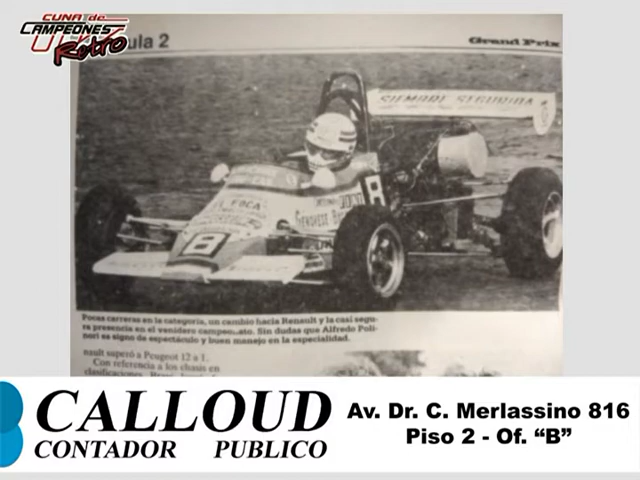 CUNA de
CAMPEONES
Retro
ula 2
Grand Prix
SIEMPRE SEGURIDA
8
8
Pocas carreras en la categoría, un cambio hacia Renault y la casi segu-
ra presencia en el venidero campeonato. Sin dudas que Alfredo Poli-
nori es signo de espectáculo y buen manejo en la especialidad.
nault superó a Peugeot 12 a 1.
Con referencia a los chasis en
CALLOUD
CONTADOR PUBLICO
Av. Dr. C. Merlassino 816
Piso 2 - Of. “B”